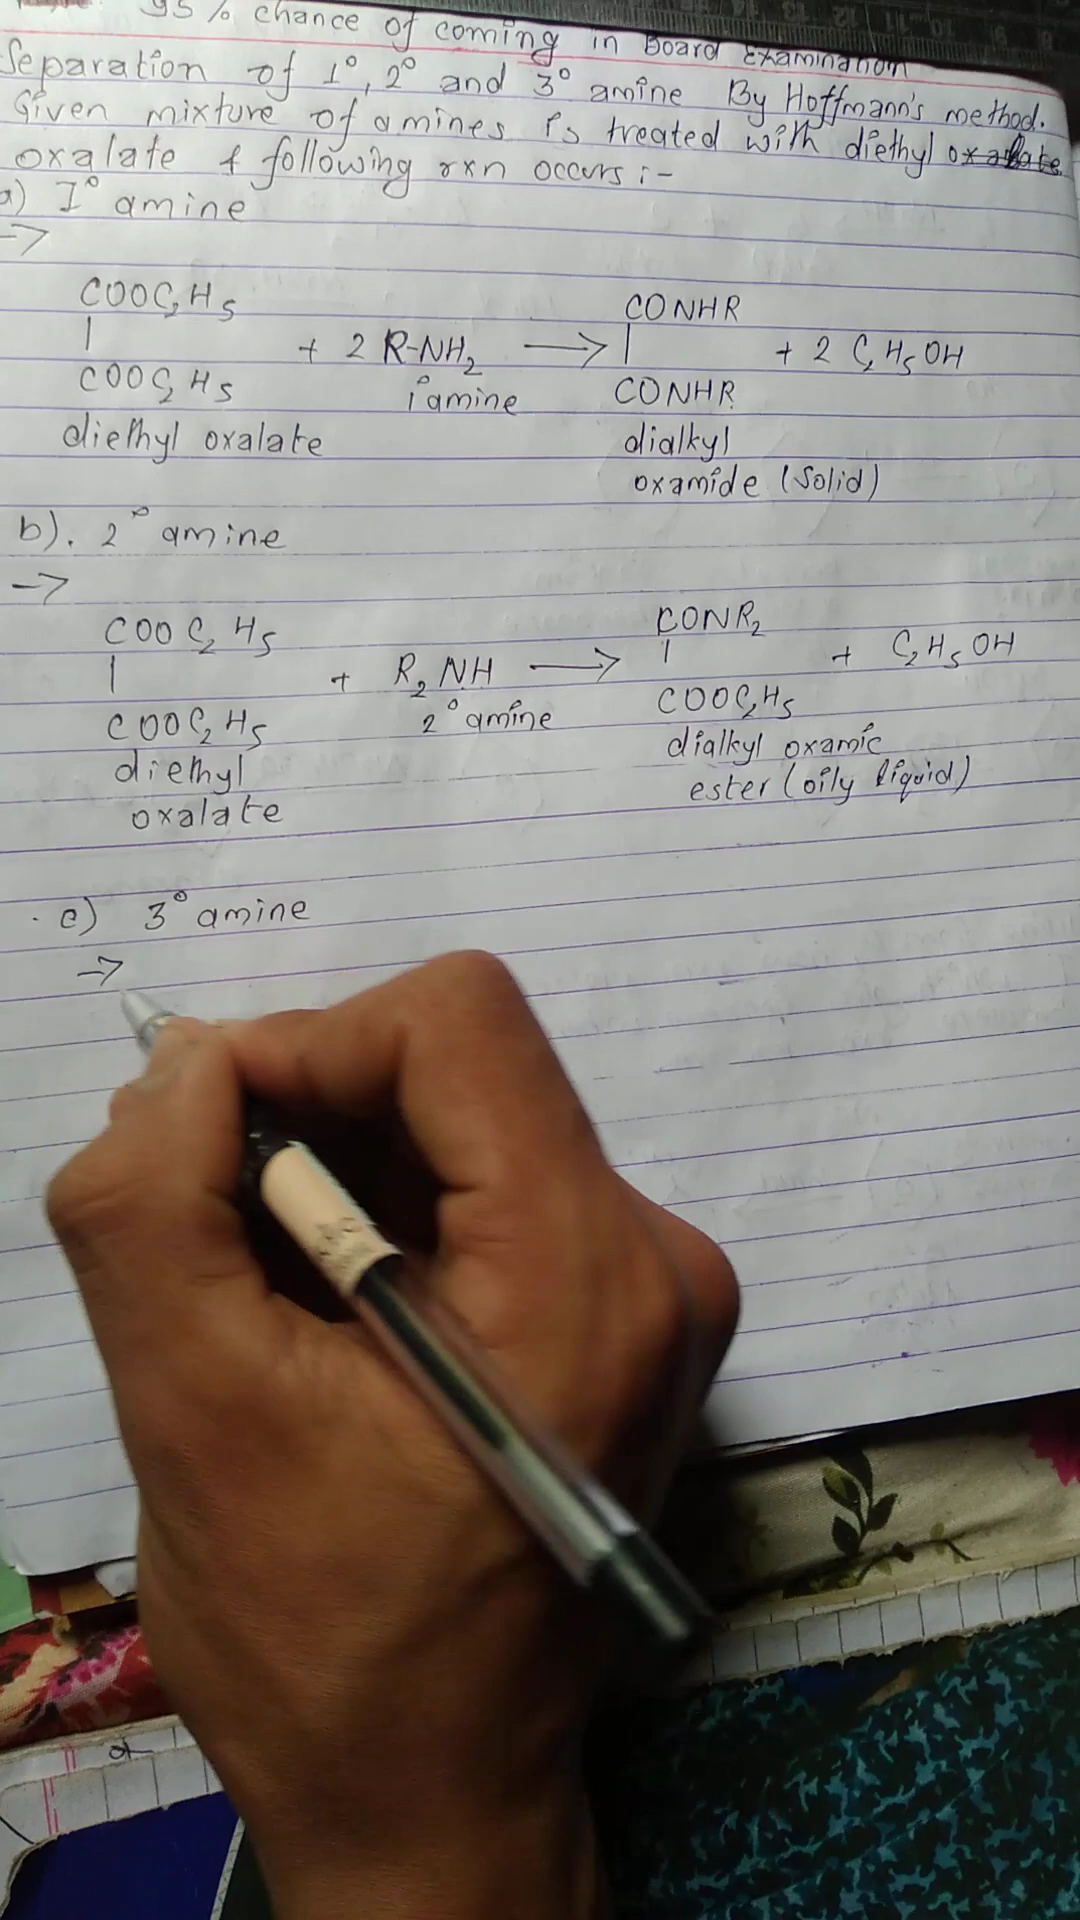 95% chance of coming in Board Examination
Separation of 1°, 2° and 3° amine By Hoffmann's method.
Given mixture of amines is treated with diethyl oxalate
oxalate & following rxn occurs :-
a) I° amine
->
COOC2H5 CONHR
| + 2 R-NH2 -> | + 2 C2H5OH
COOC2H5 1°amine CONHR
diethyl oxalate dialkyl
oxamide (solid)
b). 2° amine
->
COOC2H5 CONR2
| + R2NH -> | + C2H5OH
COOC2H5 2° amine COOC2H5
diethyl dialkyl oxamic
oxalate ester (oily liquid)
c) 3° amine
->